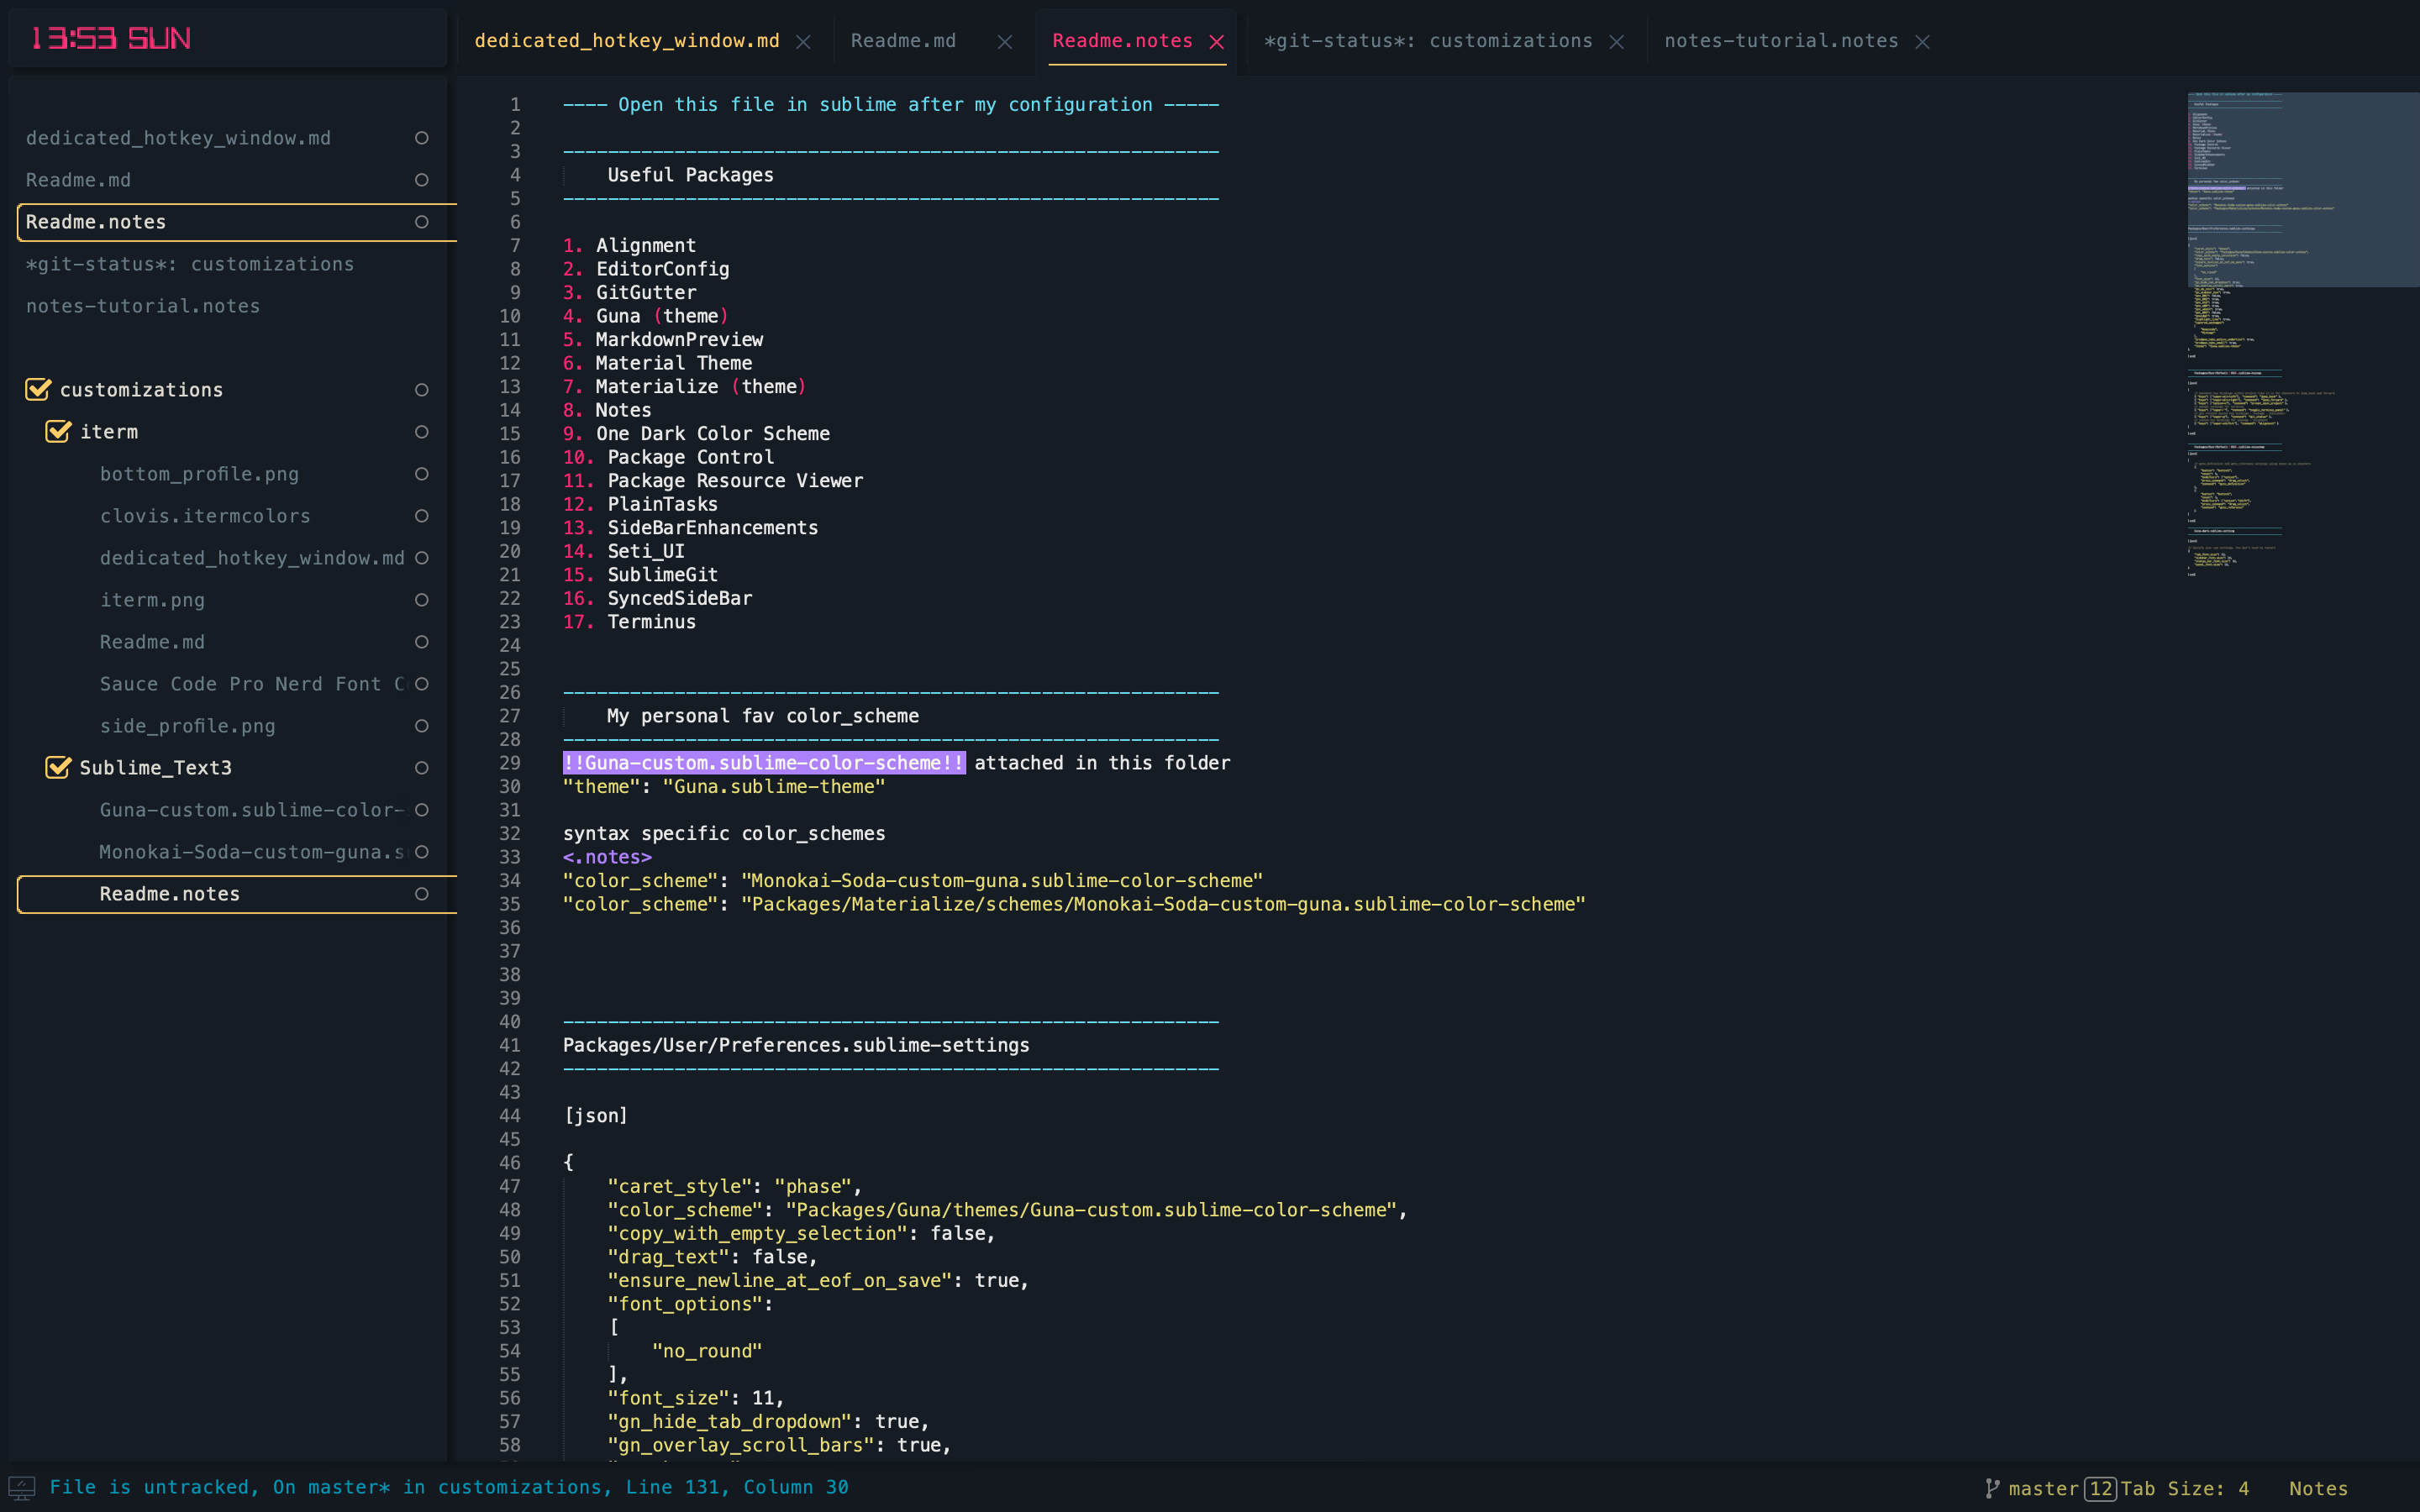 13:53 SUN
dedicated_hotkey_window.md
Readme.md
Readme.notes
*git-status*: customizations
notes-tutorial.notes
dedicated_hotkey_window.md
Readme.md
Readme.notes
*git-status*: customizations
notes-tutorial.notes
customizations
iterm
bottom_profile.png
clovis.itermcolors
dedicated_hotkey_window.md
iterm.png
Readme.md
Sauce Code Pro Nerd Font C
side_profile.png
Sublime_Text3
Guna-custom.sublime-color-
Monokai-Soda-custom-guna.s
Readme.notes
1 ---- Open this file in sublime after my configuration -----
2
3 -----------------------------------------------------------
4 Useful Packages
5 -----------------------------------------------------------
6
7 1. Alignment
8 2. EditorConfig
9 3. GitGutter
10 4. Guna (theme)
11 5. MarkdownPreview
12 6. Material Theme
13 7. Materialize (theme)
14 8. Notes
15 9. One Dark Color Scheme
16 10. Package Control
17 11. Package Resource Viewer
18 12. PlainTasks
19 13. SideBarEnhancements
20 14. Seti_UI
21 15. SublimeGit
22 16. SyncedSideBar
23 17. Terminus
24
25
26 -----------------------------------------------------------
27 My personal fav color_scheme
28 -----------------------------------------------------------
29 !!Guna-custom.sublime-color-scheme!! attached in this folder
30 "theme": "Guna.sublime-theme"
31
32 syntax specific color_schemes
33 <.notes>
34 "color_scheme": "Monokai-Soda-custom-guna.sublime-color-scheme"
35 "color_scheme": "Packages/Materialize/schemes/Monokai-Soda-custom-guna.sublime-color-scheme"
36
37
38
39
40 -----------------------------------------------------------
41 Packages/User/Preferences.sublime-settings
42 -----------------------------------------------------------
43
44 [json]
45
46 {
47 "caret_style": "phase",
48 "color_scheme": "Packages/Guna/themes/Guna-custom.sublime-color-scheme",
49 "copy_with_empty_selection": false,
50 "drag_text": false,
51 "ensure_newline_at_eof_on_save": true,
52 "font_options":
53 [
54 "no_round"
55 ],
56 "font_size": 11,
57 "gn_hide_tab_dropdown": true,
58 "gn_overlay_scroll_bars": true,
File is untracked, On master* in customizations, Line 131, Column 30
master 12 Tab Size: 4 Notes